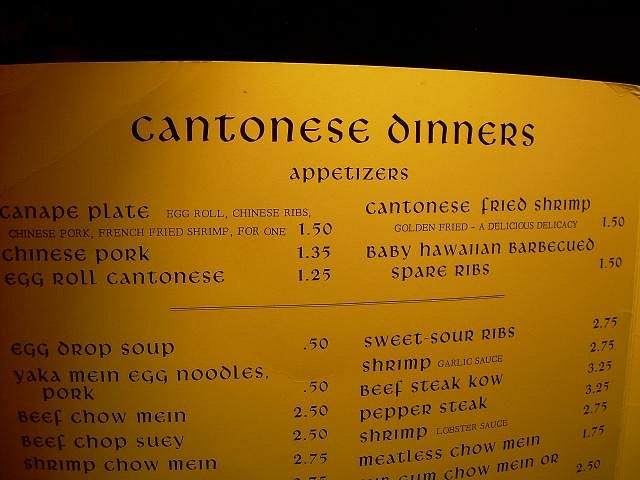 Cantonese Dinners
Appetizers
Canape Plate EGG ROLL, CHINESE RIBS,
CHINESE PORK, FRENCH FRIED SHRIMP, FOR ONE 1.50
Chinese Pork 1.35
Egg Roll Cantonese 1.25
Cantonese Fried Shrimp
GOLDEN FRIED - A DELICIOUS DELICACY 1.50
Baby Hawaiian Barbecued
Spare Ribs 1.50
Egg Drop Soup .50
Yaka Mein Egg Noodles,
Pork .50
Beef Chow Mein 2.50
Beef Chop Suey 2.50
Shrimp Chow Mein 2.75
Sweet-Sour Ribs 2.75
Shrimp GARLIC SAUCE 2.75
Beef Steak Kow 3.25
Pepper Steak 3.25
Shrimp LOBSTER SAUCE 2.75
Meatless Chow Mein 1.75
Gum Chow Mein or 2.50